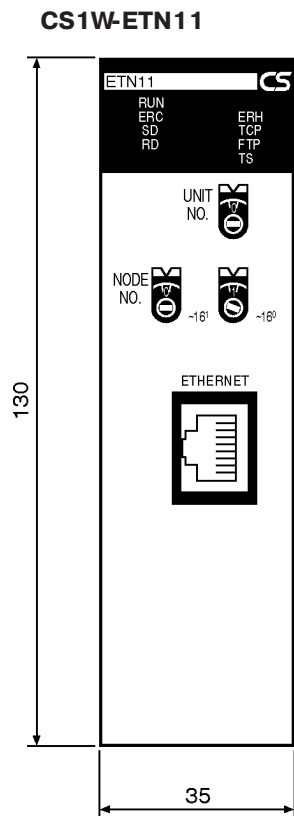 CS1W-ETN11
ETN11 CS
RUN
ERC ERH
SD TCP
RD FTP
TS
UNIT
NO.
NODE
NO.
~16¹ ~16⁰
ETHERNET
130
35